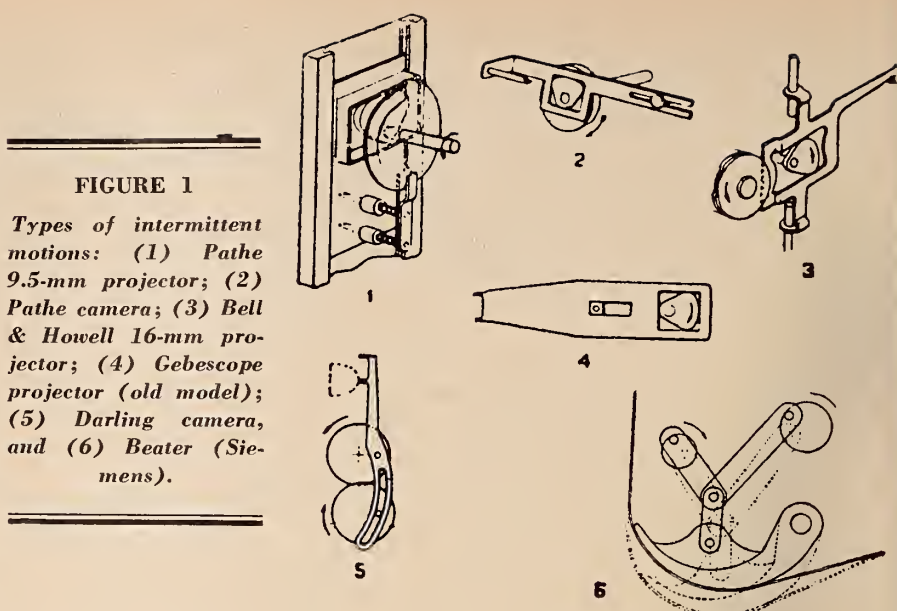 FIGURE 1
Types of intermittent
motions: (1) Pathe
9.5-mm projector; (2)
Pathe camera; (3) Bell
& Howell 16-mm pro-
jector; (4) Gebescope
projector (old model);
(5) Darling camera,
and (6) Beater (Sie-
mens).
1
2
3
4
5
6